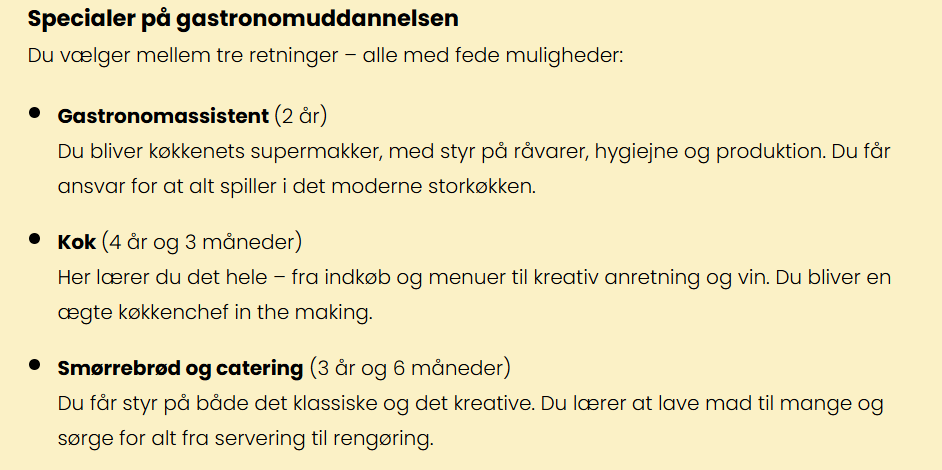 Specialer på gastronomuddannelsen
Du vælger mellem tre retninger – alle med fede muligheder:
Gastronomassistent (2 år)
Du bliver køkkenets supermakker, med styr på råvarer, hygiejne og produktion. Du får
ansvar for at alt spiller i det moderne storkøkken.
Kok (4 år og 3 måneder)
Her lærer du det hele – fra indkøb og menuer til kreativ anretning og vin. Du bliver en
ægte køkkenchef in the making.
Smørrebrød og catering (3 år og 6 måneder)
Du får styr på både det klassiske og det kreative. Du lærer at lave mad til mange og
sørge for alt fra servering til rengøring.